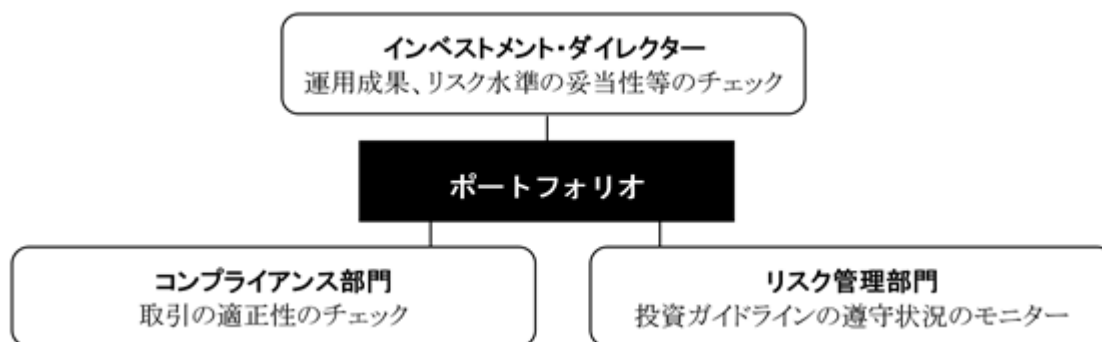 インベストメント・ダイレクター
運用成果、リスク水準の妥当性等のチェック
ポートフォリオ
コンプライアンス部門
取引の適正性のチェック
リスク管理部門
投資ガイドラインの遵守状況のモニター